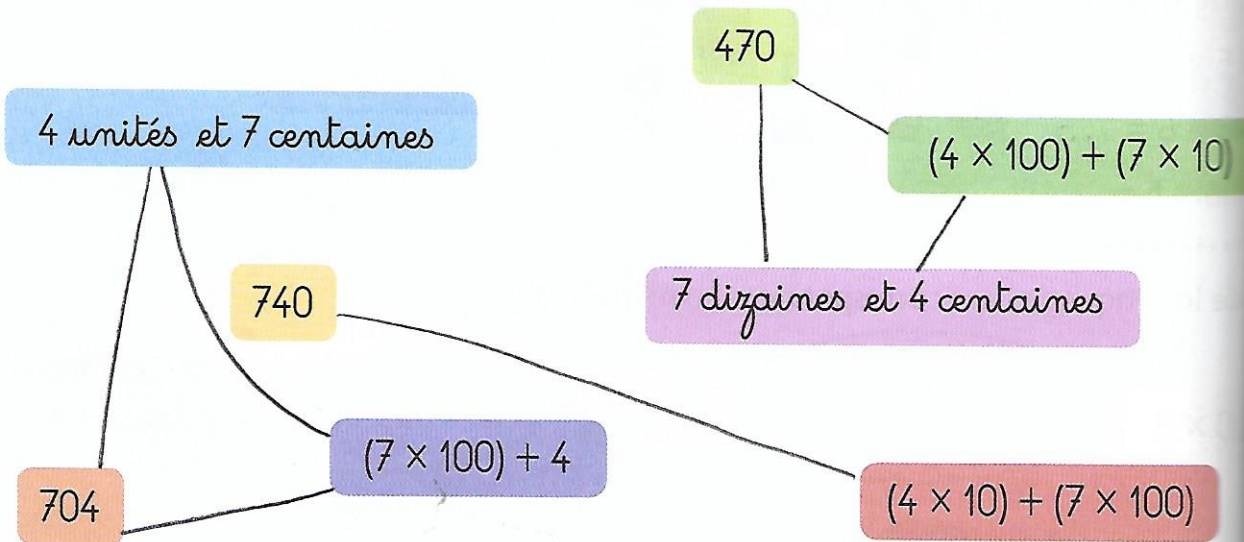 470
4 unités et 7 centaines
(4 × 100) + (7 × 10)
740
7 dizaines et 4 centaines
(7 × 100) + 4
704
(4 × 10) + (7 × 100)